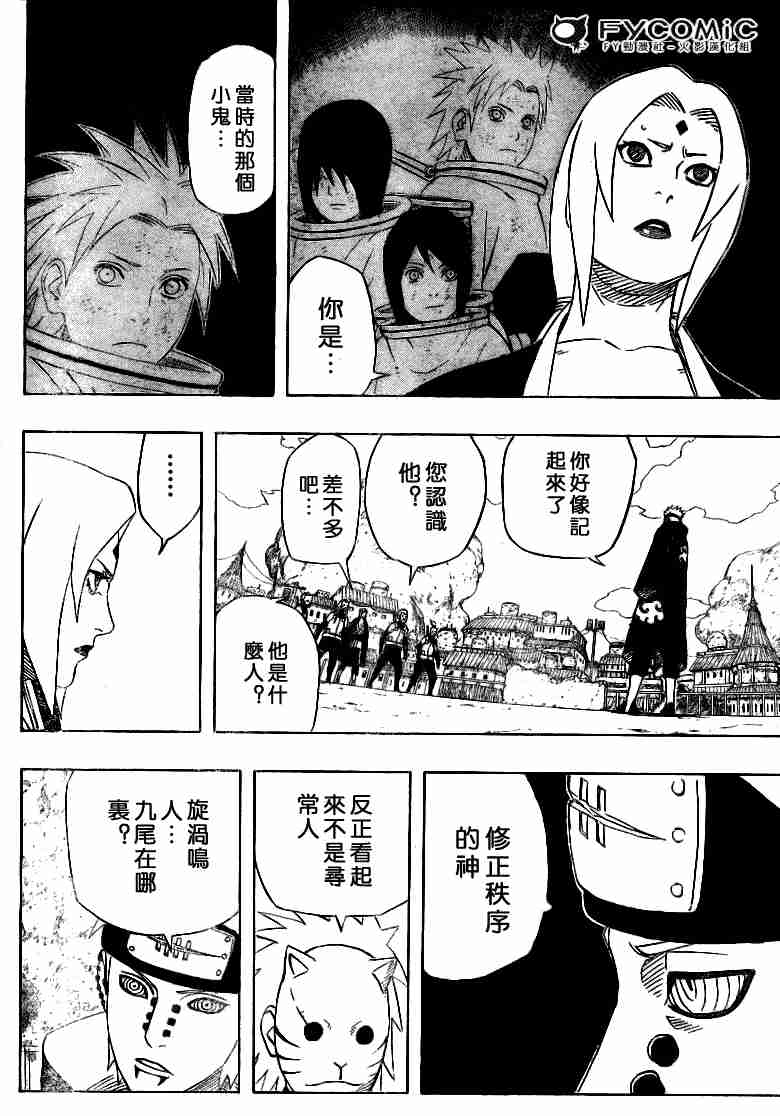 FYCOMIC
FY動漫社-火影漢化組
你是…
當時的那個
小鬼…
你好像記
起來了
您認識
他?
差不多
吧…
他是什
麼人?
……
修正秩序
的神
反正看起
來不是尋
常人
旋渦鳴
人…
九尾在哪
裏?